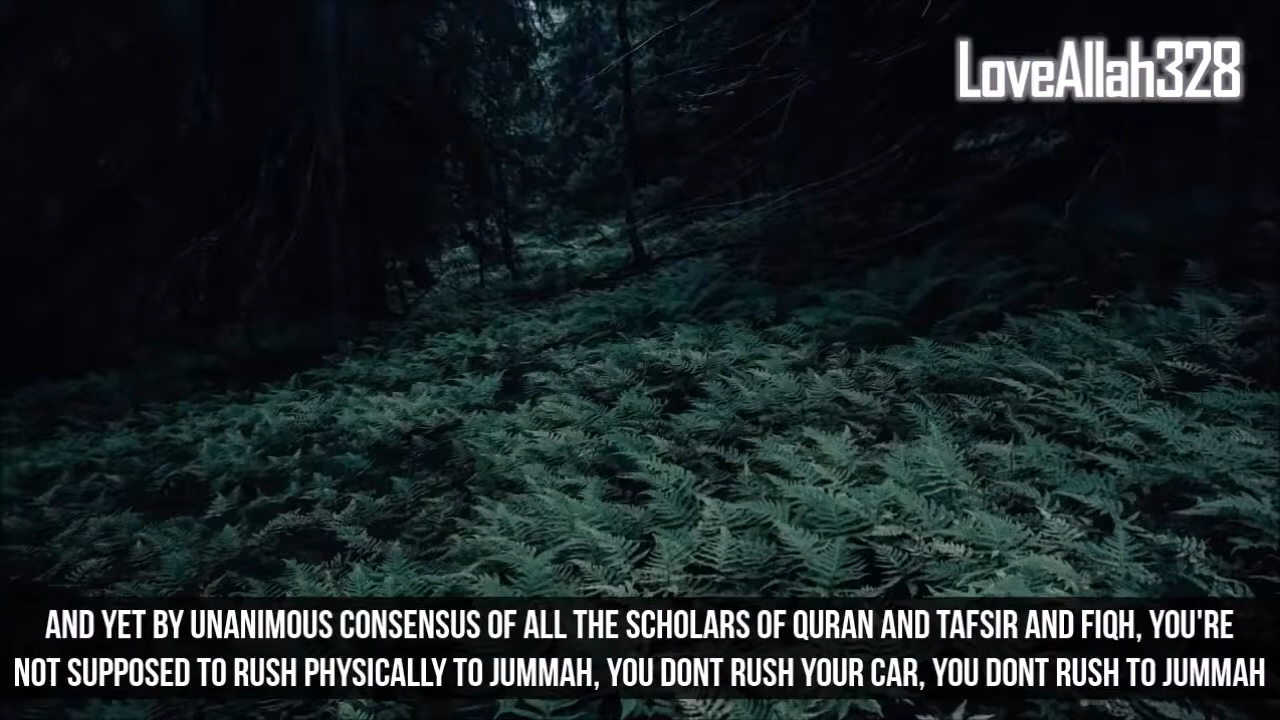 LoveAllah328
AND YET BY UNANIMOUS CONSENSUS OF ALL THE SCHOLARS OF QURAN AND TAFSIR AND FIQH, YOU'RE
NOT SUPPOSED TO RUSH PHYSICALLY TO JUMMAH, YOU DONT RUSH YOUR CAR, YOU DONT RUSH TO JUMMAH